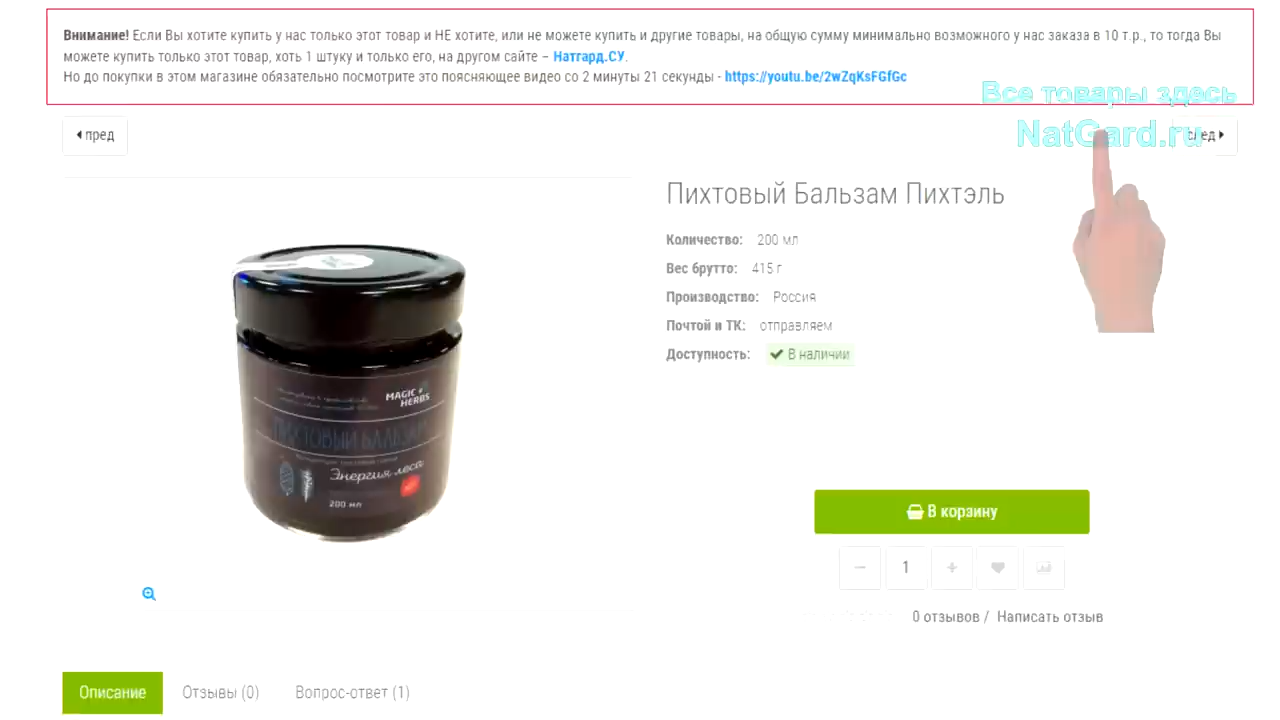 Внимание! Если Вы хотите купить у нас только этот товар и НЕ хотите, или не можете купить и другие товары, на общую сумму минимально возможного у нас заказа в 10 т.р., то тогда Вы
можете купить только этот товар, хоть 1 штуку и только его, на другом сайте – Натгард.СУ.
Но до покупки в этом магазине обязательно посмотрите это поясняющее видео со 2 минуты 21 секунды - https://youtu.be/2wZqKsFGfGc
Все товары здесь
NatGard.ru
пред
след
Пихтовый Бальзам Пихтэль
Количество: 200 мл
Вес брутто: 415 г
Производство: Россия
Почтой и ТК: отправляем
Доступность: В наличии
MAGIC
HERBS
ПИХТОВЫЙ БАЛЬЗАМ
Энергия леса
200 мл
В корзину
1
0 отзывов / Написать отзыв
Описание Отзывы (0) Вопрос-ответ (1)